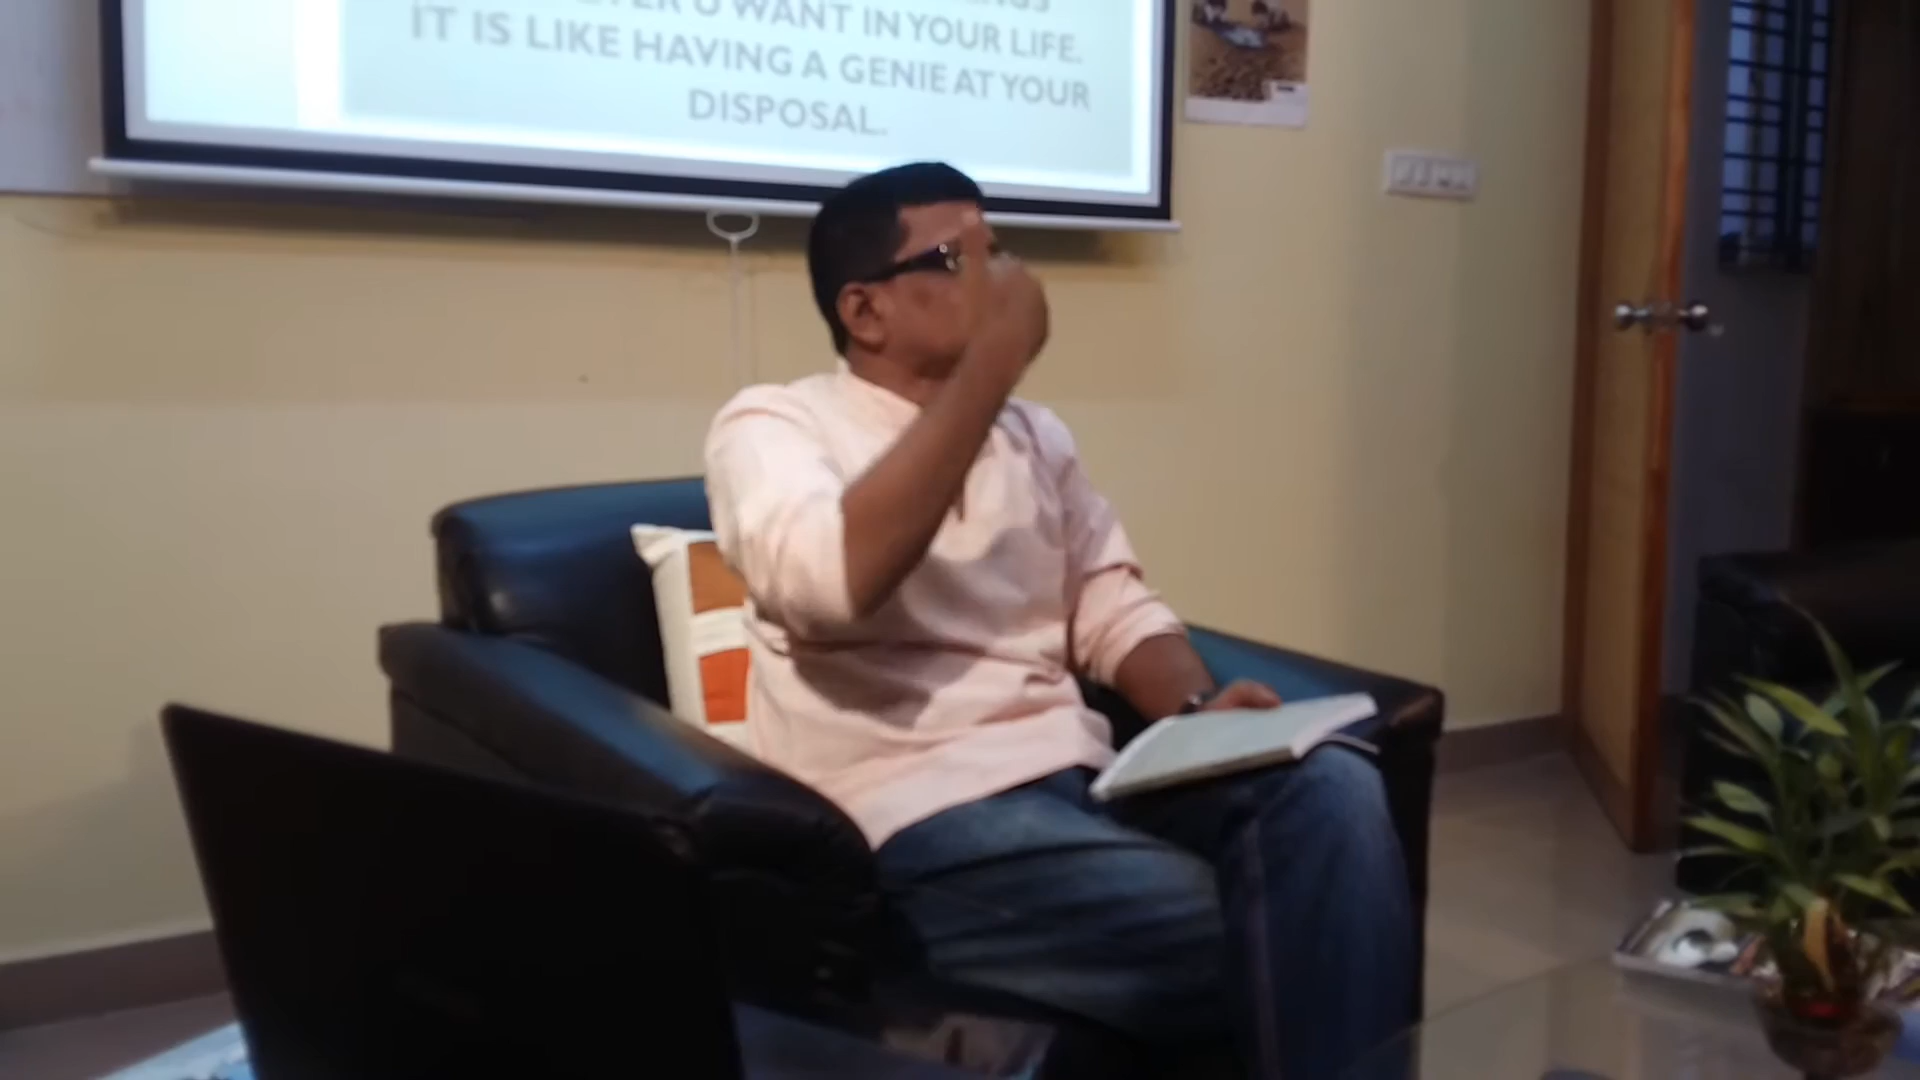 U WANT IN YOUR LIFE.
IT IS LIKE HAVING A GENIE AT YOUR
DISPOSAL.